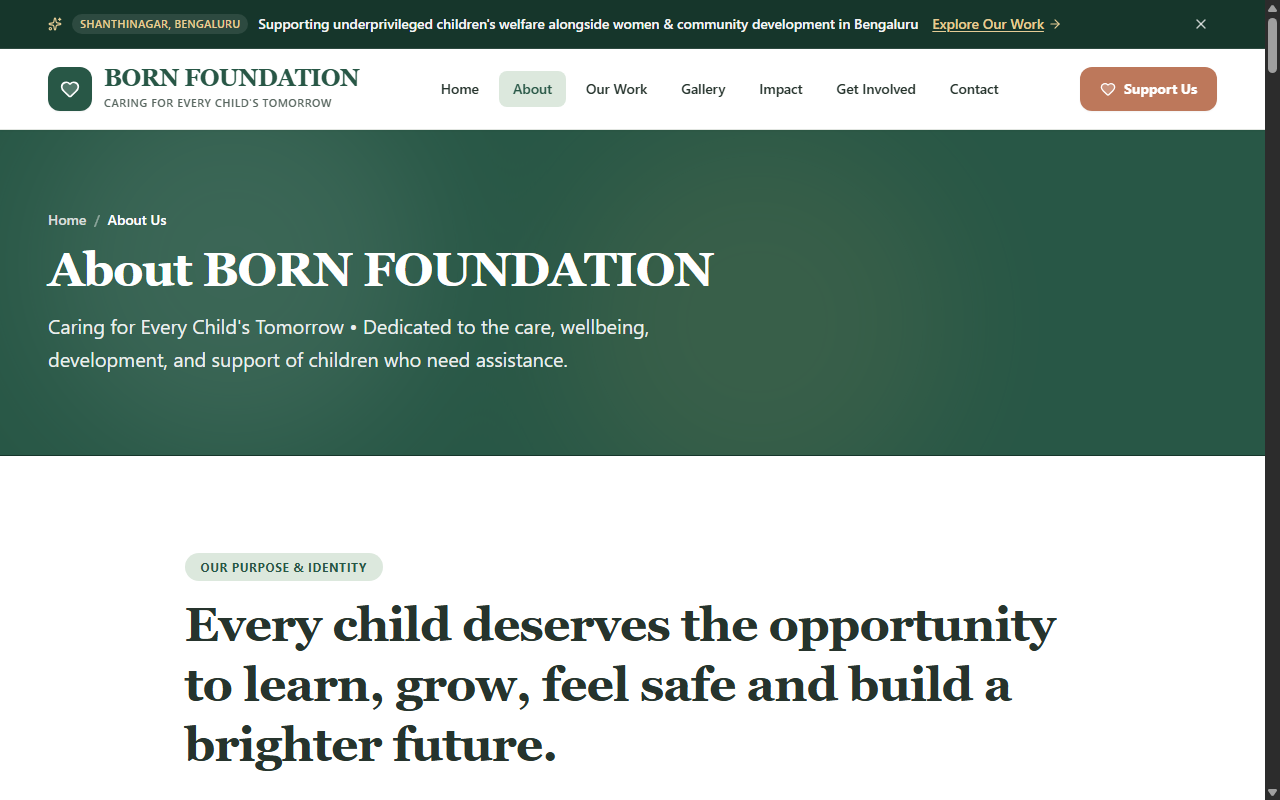 SHANTHINAGAR, BENGALURU Supporting underprivileged children's welfare alongside women & community development in Bengaluru Explore Our Work →
BORN FOUNDATION
CARING FOR EVERY CHILD'S TOMORROW
Home About Our Work Gallery Impact Get Involved Contact Support Us
Home / About Us
About BORN FOUNDATION
Caring for Every Child's Tomorrow • Dedicated to the care, wellbeing,
development, and support of children who need assistance.
OUR PURPOSE & IDENTITY
Every child deserves the opportunity
to learn, grow, feel safe and build a
brighter future.